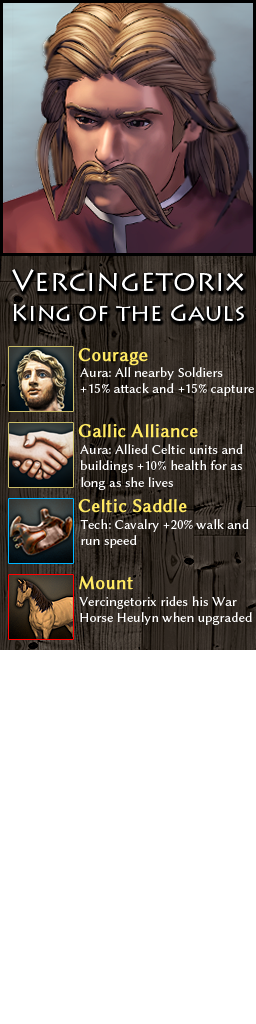 Vercingetorix
King of the Gauls
Courage
Aura: All nearby Soldiers
+15% attack and +15% capture
Gallic Alliance
Aura: Allied Celtic units and
buildings +10% health for as
long as she lives
Celtic Saddle
Tech: Cavalry +20% walk and
run speed
Mount
Vercingetorix rides his War
Horse Heulyn when upgraded